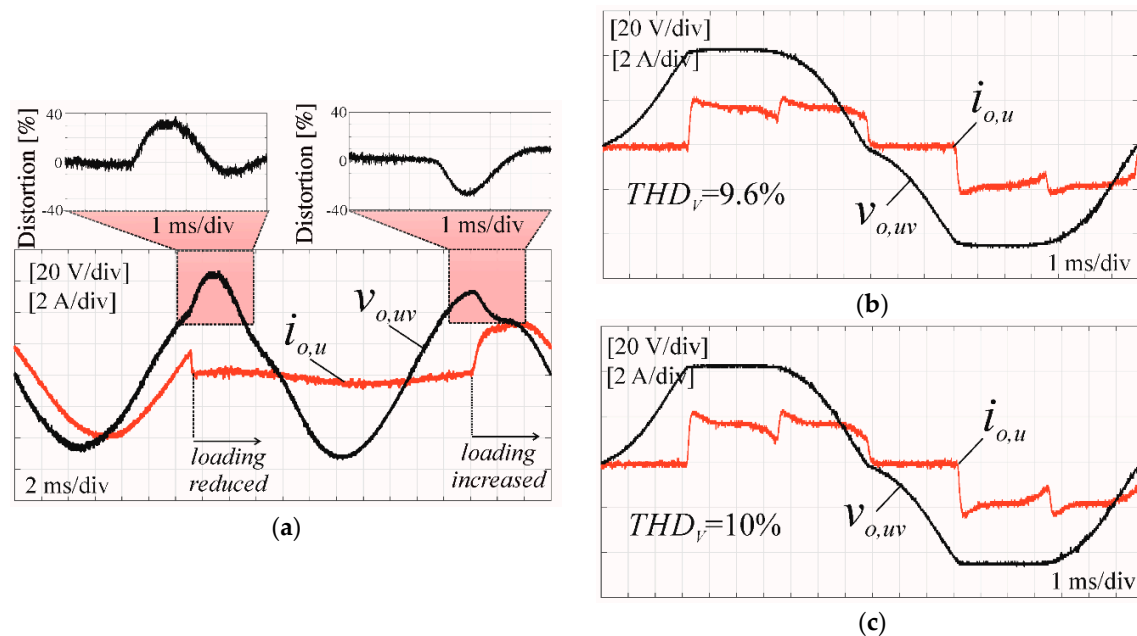 Distortion [%]
40
0
-40
1 ms/div
Distortion [%]
40
0
-40
1 ms/div
[20 V/div]
[2 A/div]
v_{o,uv}
i_{o,u}
loading
reduced
loading
increased
2 ms/div
(a)
[20 V/div]
[2 A/div]
i_{o,u}
THD_V=9.6%
v_{o,uv}
1 ms/div
(b)
[20 V/div]
[2 A/div]
i_{o,u}
THD_V=10%
v_{o,uv}
1 ms/div
(c)